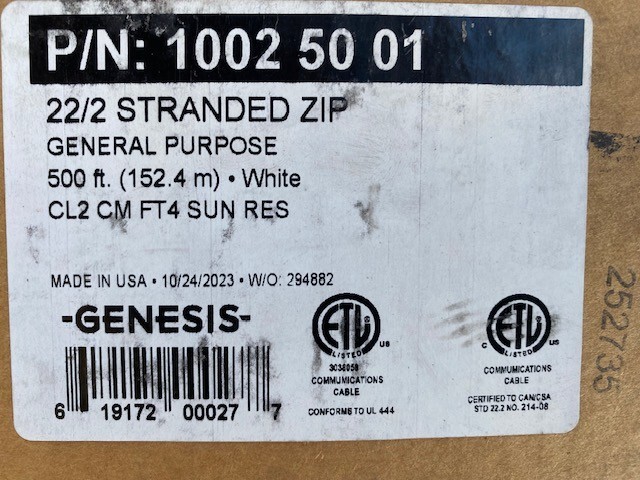 P/N: 1002 50 01
22/2 STRANDED ZIP
GENERAL PURPOSE
500 ft. (152.4 m) • White
CL2 CM FT4 SUN RES
MADE IN USA • 10/24/2023 • W/O: 294882
-GENESIS-
6 19172 00027 7
ETL LISTED US
3038058
COMMUNICATIONS
CABLE
CONFORMS TO UL 444
C ETL LISTED US
COMMUNICATIONS
CABLE
CERTIFIED TO CAN/CSA
STD 22.2 NO. 214-08
252735